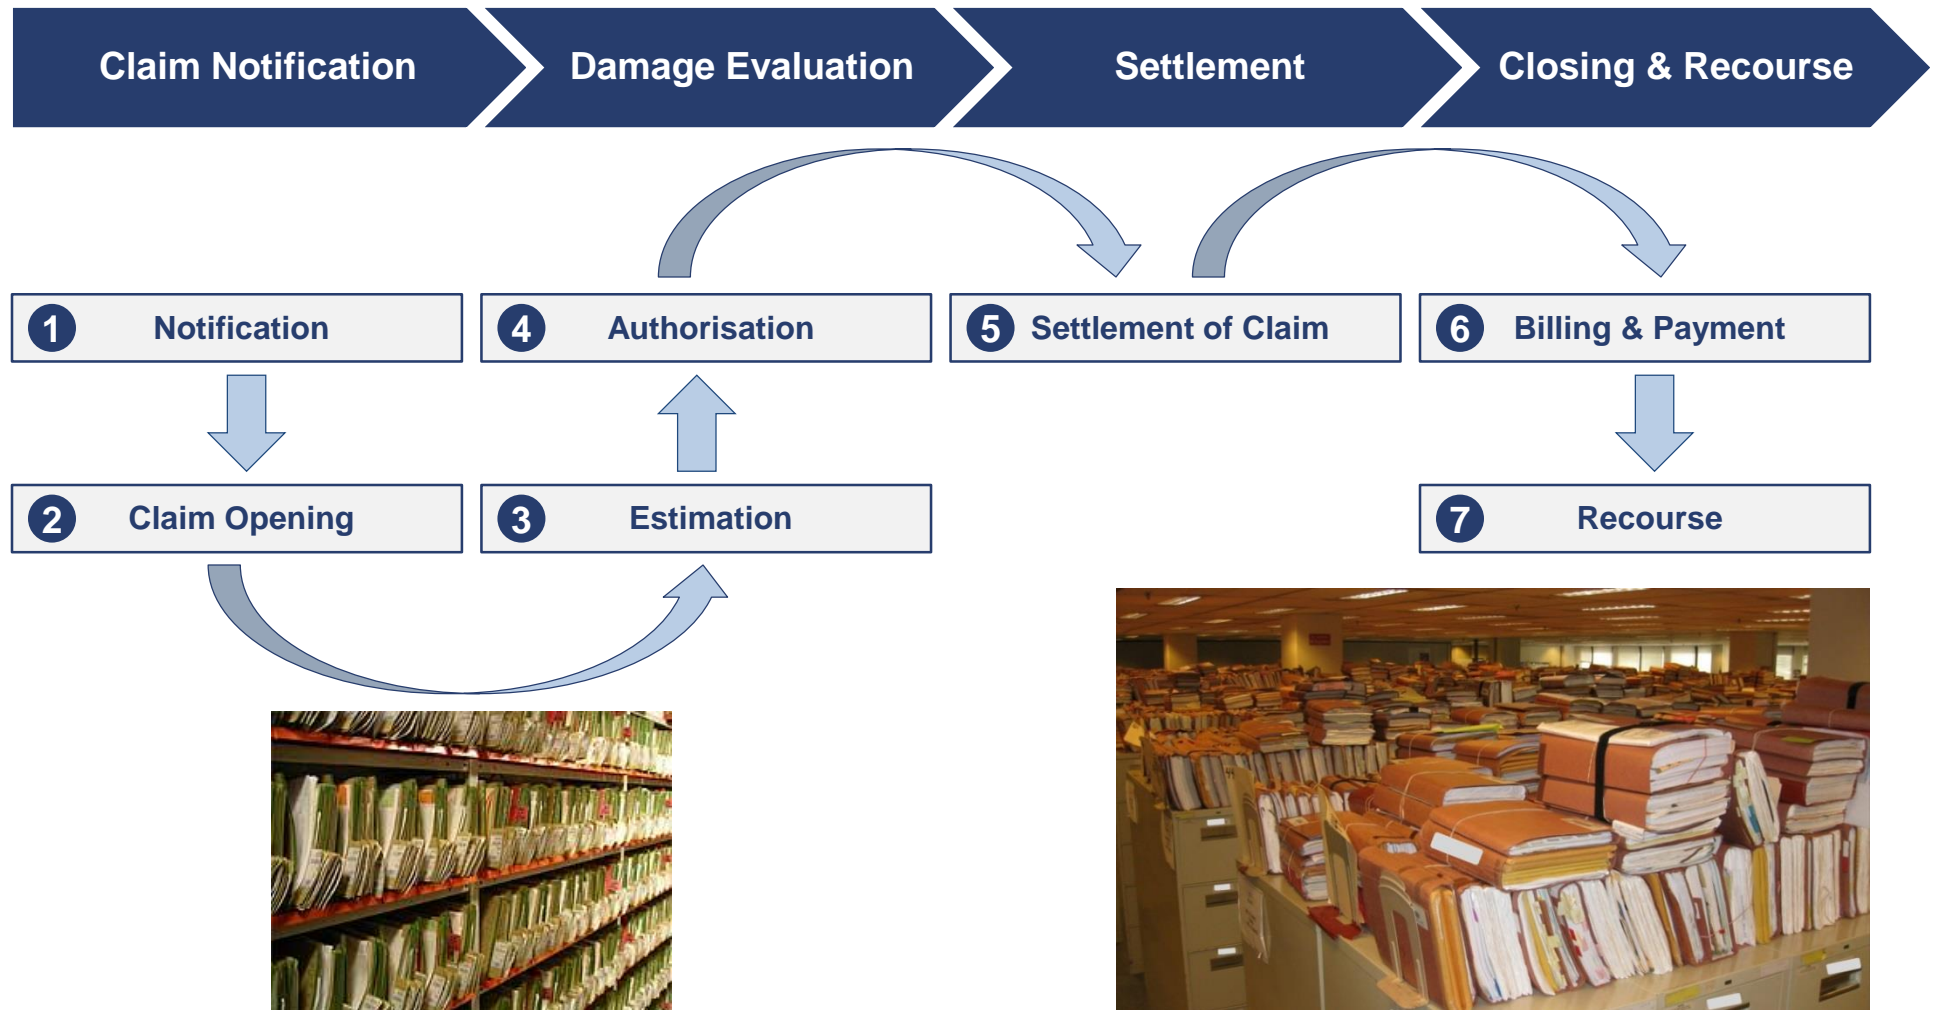 Claim Notification
Damage Evaluation
Settlement
Closing & Recourse
1 Notification
4 Authorisation
5 Settlement of Claim
6 Billing & Payment
2 Claim Opening
3 Estimation
7 Recourse